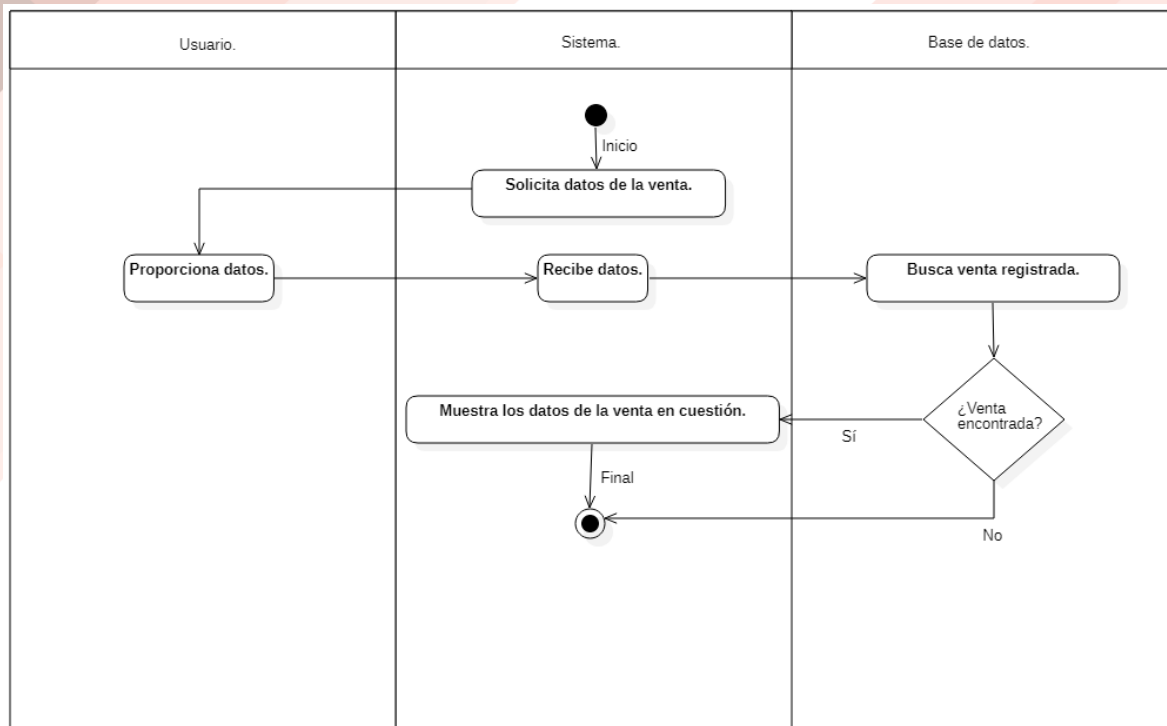 Usuario.
Sistema.
Base de datos.
Inicio
Solicita datos de la venta.
Proporciona datos.
Recibe datos.
Busca venta registrada.
Muestra los datos de la venta en cuestión.
¿Venta
encontrada?
Sí
Final
No